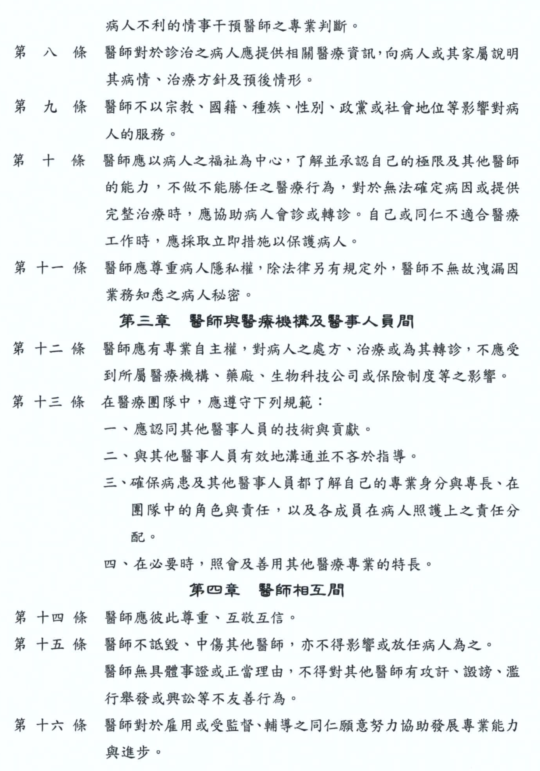 病人不利的情事干預醫師之專業判斷。
第八條 醫師對於診治之病人應提供相關醫療資訊，向病人或其家屬說明
其病情、治療方針及預後情形。
第九條 醫師不以宗教、國籍、種族、性別、政黨或社會地位等影響對病
人的服務。
第十條 醫師應以病人之福祉為中心，了解並承認自己的極限及其他醫師
的能力，不做不能勝任之醫療行為，對於無法確定病因或提供
完整治療時，應協助病人會診或轉診。自己或同仁不適合醫療
工作時，應採取立即措施以保護病人。
第十一條 醫師應尊重病人隱私權，除法律另有規定外，醫師不無故洩漏因
業務知悉之病人秘密。
第三章 醫師與醫療機構及醫事人員間
第十二條 醫師應有專業自主權，對病人之處方、治療或為其轉診，不應受
到所屬醫療機構、藥廠、生物科技公司或保險制度等之影響。
第十三條 在醫療團隊中，應遵守下列規範：
一、應認同其他醫事人員的技術與貢獻。
二、與其他醫事人員有效地溝通並不吝於指導。
三、確保病患及其他醫事人員都了解自己的專業身分與專長、在
團隊中的角色與責任，以及各成員在病人照護上之責任分
配。
四、在必要時，照會及善用其他醫療專業的特長。
第四章 醫師相互間
第十四條 醫師應彼此尊重、互敬互信。
第十五條 醫師不詆毀、中傷其他醫師，亦不得影響或放任病人為之。
醫師無具體事證或正當理由，不得對其他醫師有攻訐、譭謗、濫
行舉發或興訟等不友善行為。
第十六條 醫師對於雇用或受監督、輔導之同仁願意努力協助發展專業能力
與進步。